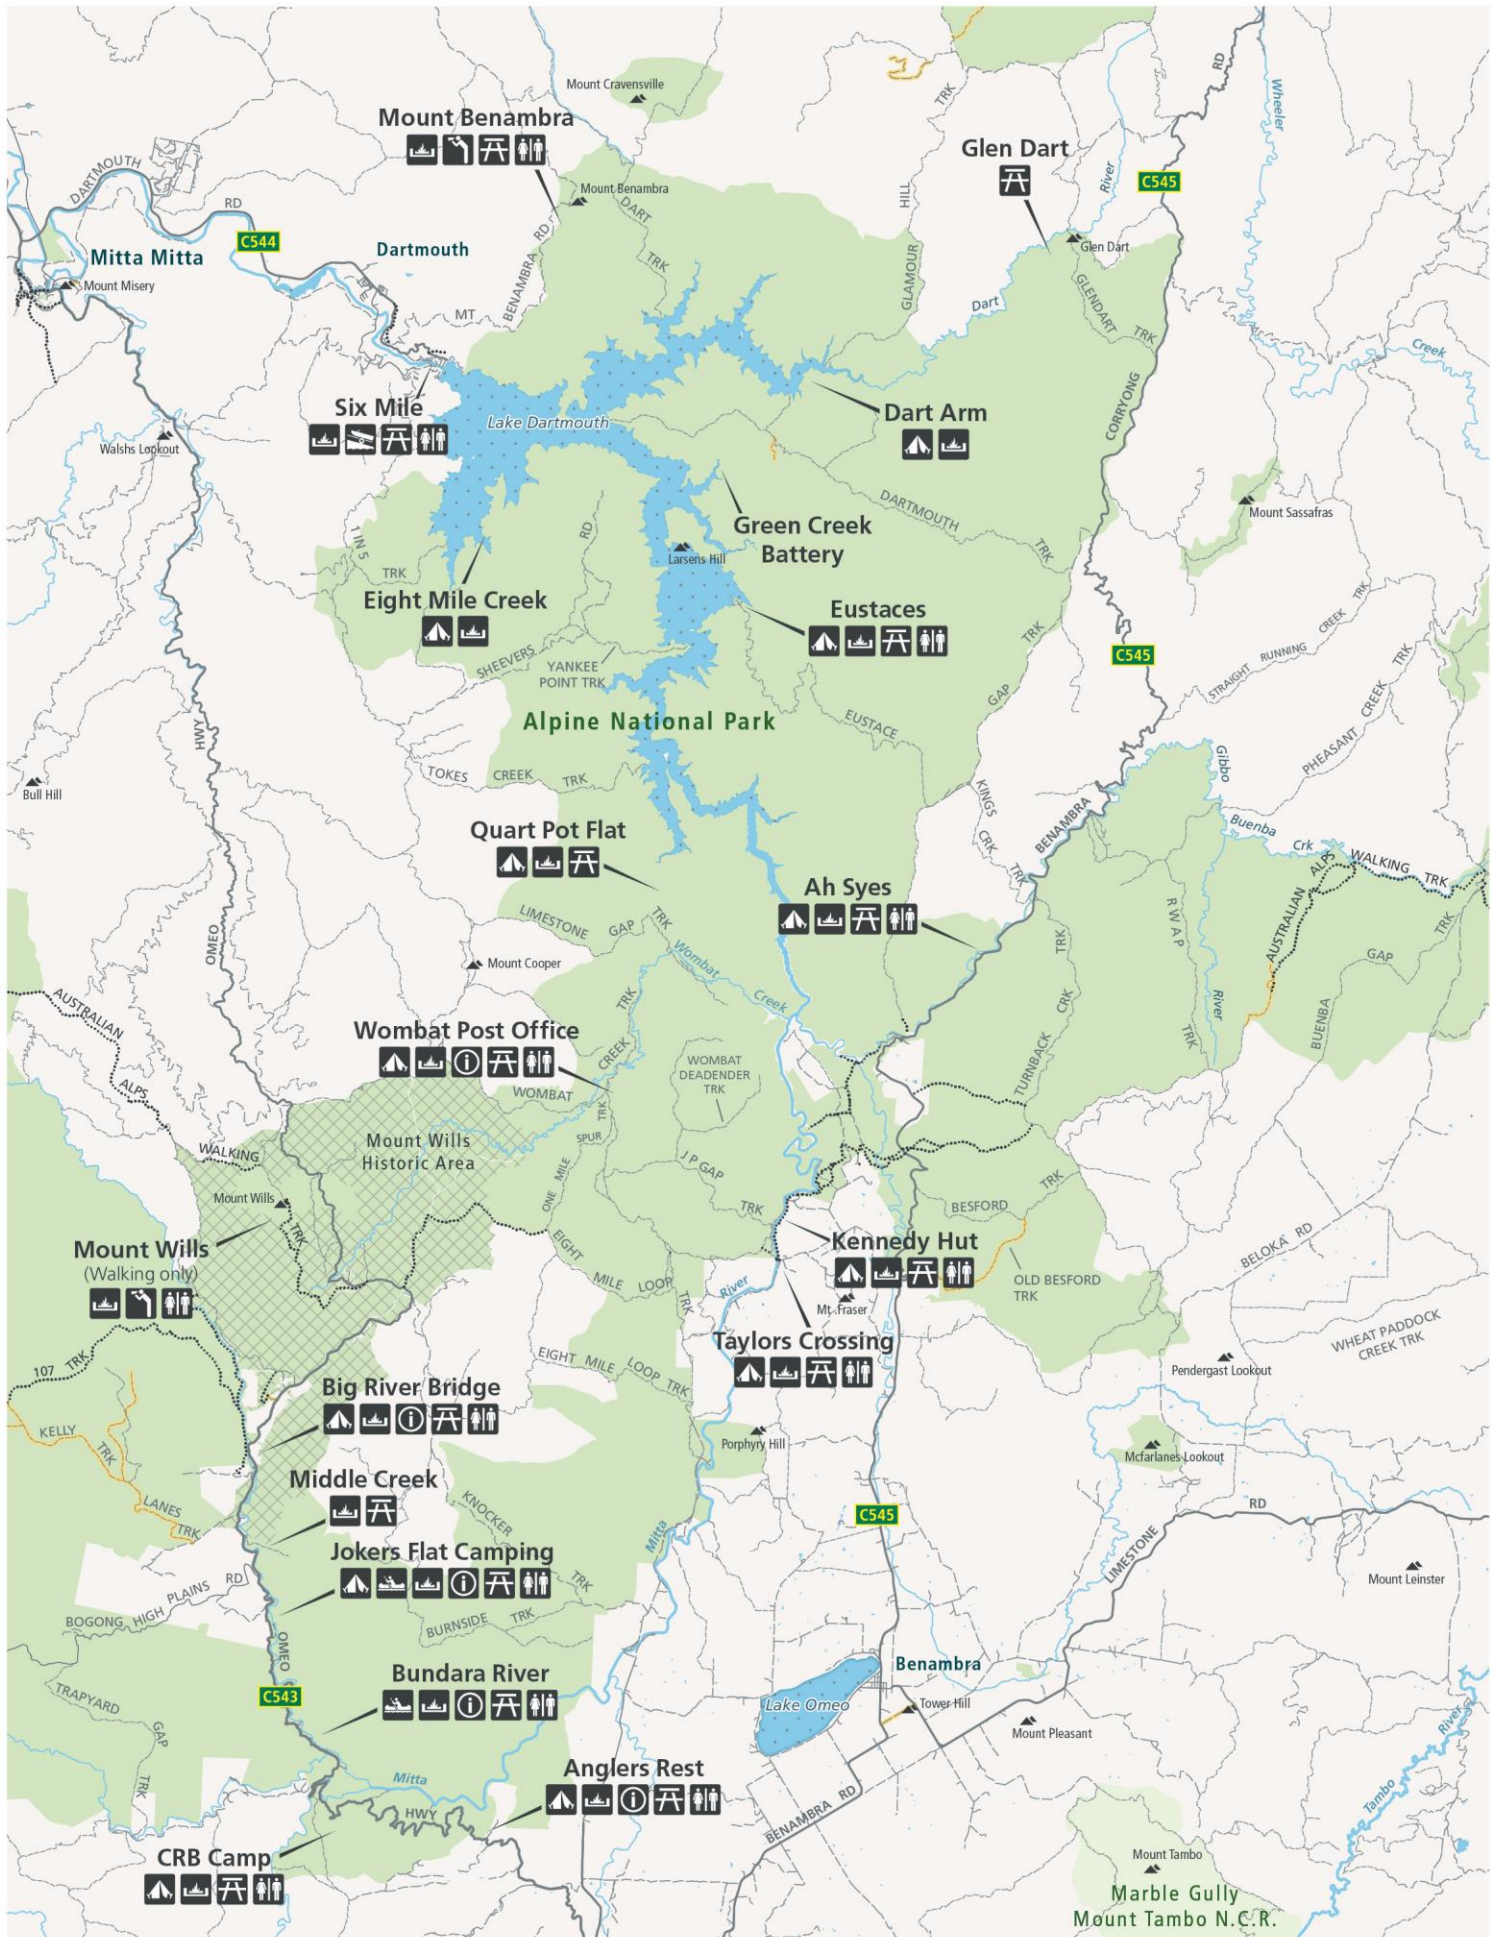 Mount Cravensville
Mount Benambra
Mount Benambra
DART
TRK
BENAMBRA RD
MT
DARTMOUTH
RD
C544
Mitta Mitta
Mount Misery
Dartmouth
Glen Dart
Glen Dart
GLENDART
TRK
River
Dart
TRK
HILL
GLAMOUR
RD
C545
Wheeler
Creek
CORRYONG
Six Mile
Lake Dartmouth
Dart Arm
Walshs Lookout
Mount Sassafras
DARTMOUTH
TRK
Green Creek
Battery
Larsens Hill
1 IN 5
TRK
RD
Eight Mile Creek
Eustaces
SHEEVERS
YANKEE
POINT TRK
TRK
GAP
C545
STRAIGHT RUNNING CREEK TRK
PHEASANT CREEK TRK
Alpine National Park
EUSTACE
HWY
TOKES CREEK TRK
Bull Hill
KINGS
CRK
TRK
BENAMBRA
Gibbo
Buenba
Crk
Quart Pot Flat
Ah Syes
LIMESTONE GAP TRK
WALKING TRK
AUSTRALIAN ALPS
RWAP
TRK
River
GAP
TRK
BUENBA
OMEO
Mount Cooper
Wombat
Creek
AUSTRALIAN
ALPS
WALKING
TRK
Wombat Post Office
CREEK TRK
WOMBAT
WOMBAT
DEADENDER
TRK
TURNBACK CRK TRK
Mount Wills
Historic Area
ONE MILE SPUR TRK
J P GAP
TRK
Mount Wills
Mount Wills
(Walking only)
EIGHT
MILE LOOP
TRK
River
Kennedy Hut
BESFORD TRK
OLD BESFORD
TRK
BELOKA RD
Mt .Fraser
Taylors Crossing
WHEAT PADDOCK
CREEK TRK
Pendergast Lookout
107 TRK
EIGHT MILE LOOP TRK
Big River Bridge
KELLY
TRK
LANES
TRK
Porphyry Hill
Mcfarlanes Lookout
Middle Creek
KNOCKER
TRK
Mitta
C545
RD
LIMESTONE
Jokers Flat Camping
Mount Leinster
BOGONG HIGH PLAINS RD
BURNSIDE TRK
OMEO
C543
Bundara River
TRAPYARD
GAP
TRK
Benambra
Lake Omeo
Tower Hill
Mount Pleasant
River
Tambo
Mitta
HWY
Anglers Rest
BENAMBRA RD
CRB Camp
Mount Tambo
Marble Gully
Mount Tambo N.C.R.